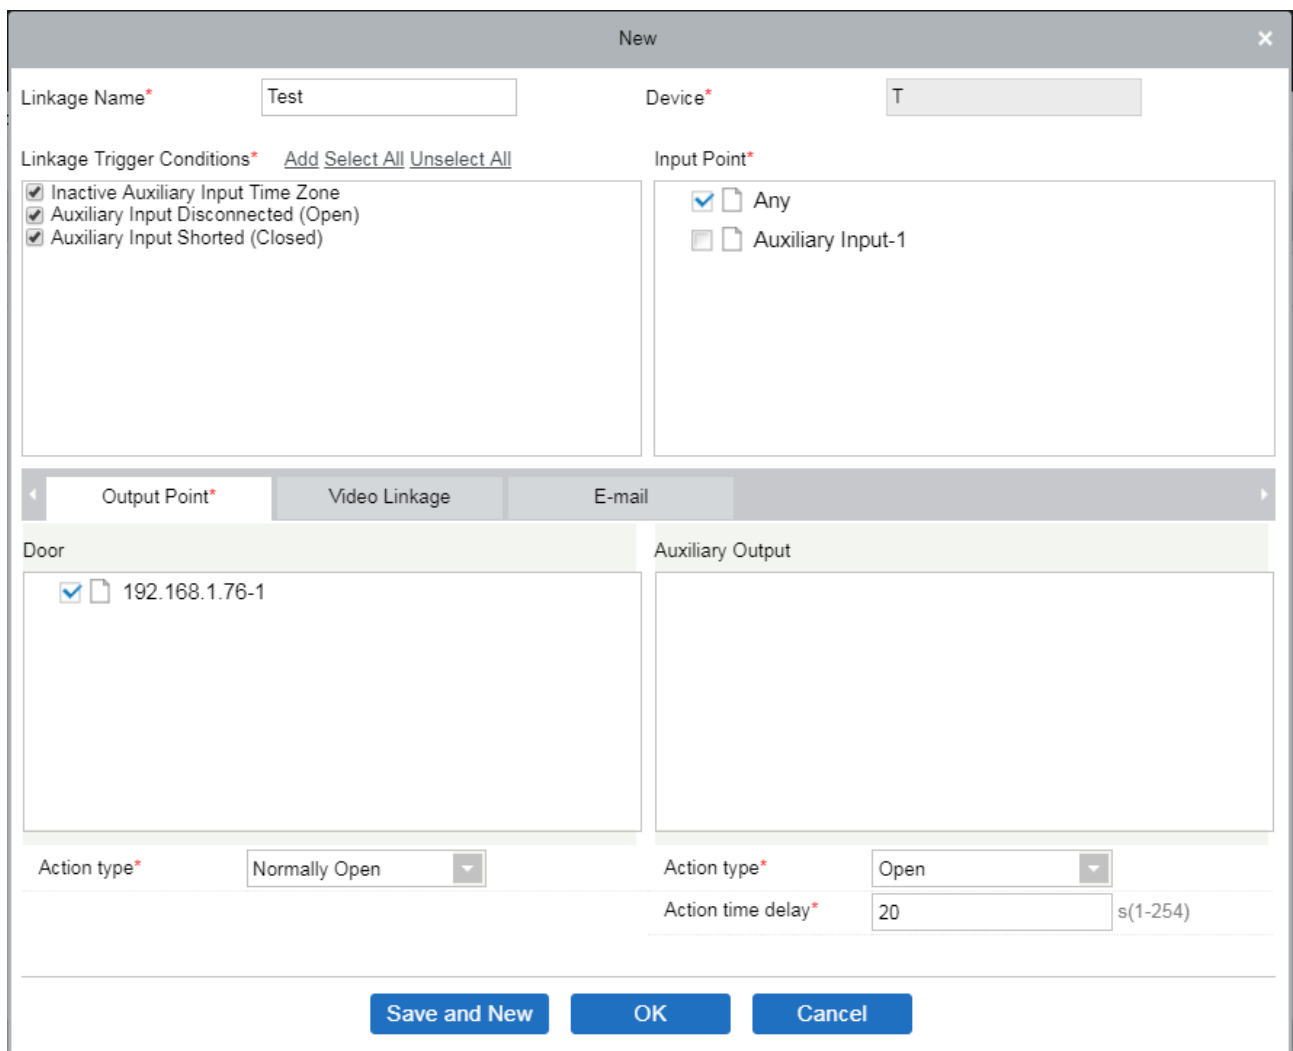 New
Linkage Name* Test Device* T
Linkage Trigger Conditions* Add Select All Unselect All Input Point*
Inactive Auxiliary Input Time Zone
Auxiliary Input Disconnected (Open)
Auxiliary Input Shorted (Closed)
Any
Auxiliary Input-1
Output Point* Video Linkage E-mail
Door Auxiliary Output
192.168.1.76-1
Action type* Normally Open Action type* Open
Action time delay* 20 s(1-254)
Save and New OK Cancel